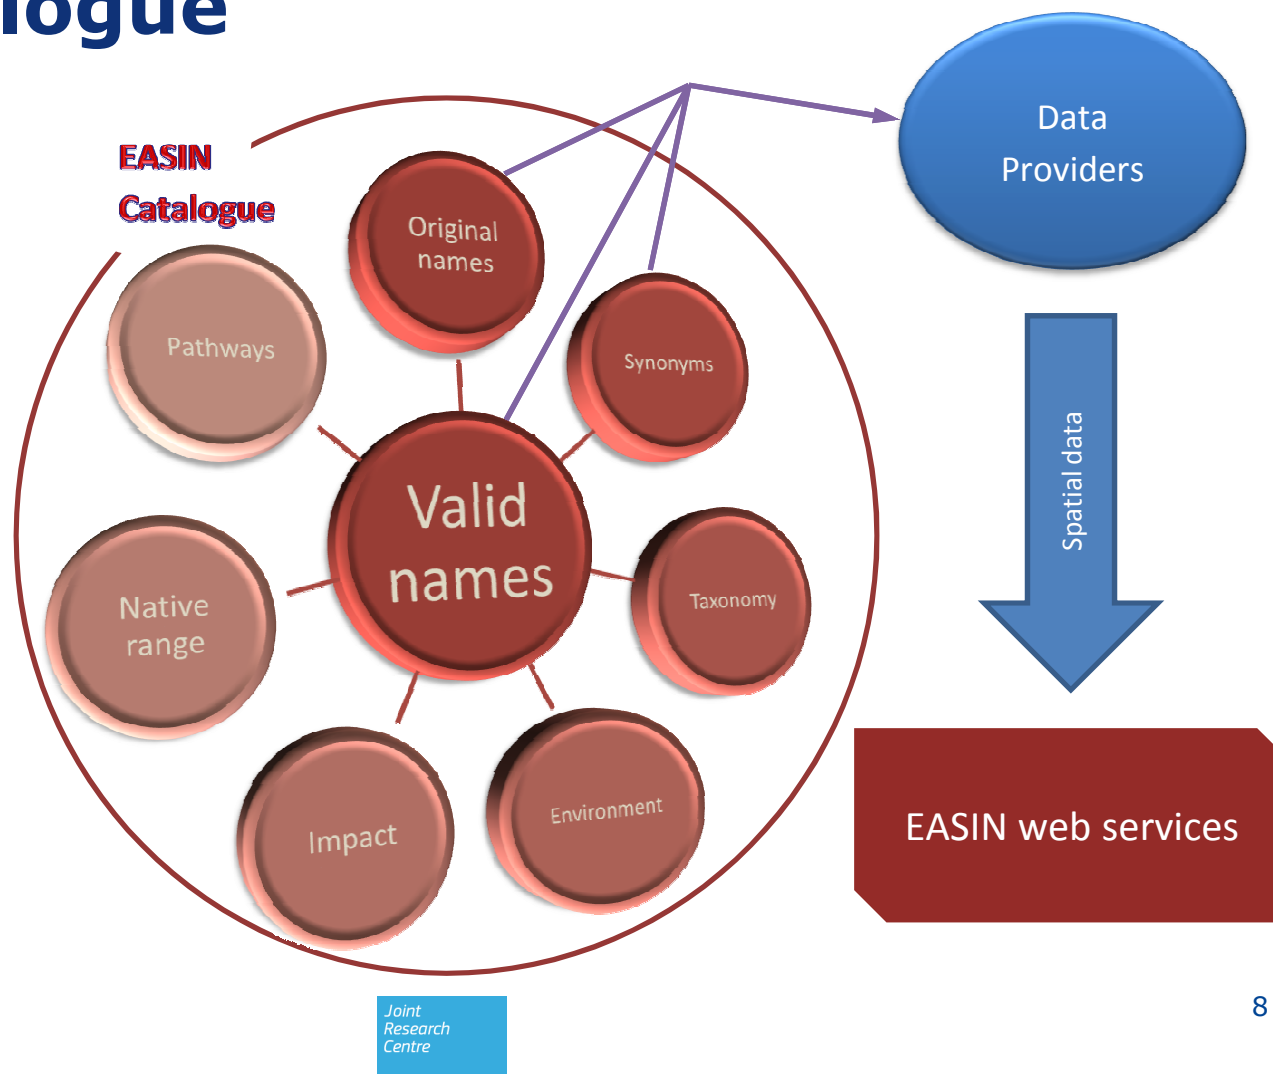 logue
EASIN
Catalogue
Original
names
Pathways
Synonyms
Valid
names
Native
range
Taxonomy
Impact
Environment
Data
Providers
Spatial data
EASIN web services
Joint
Research
Centre
8